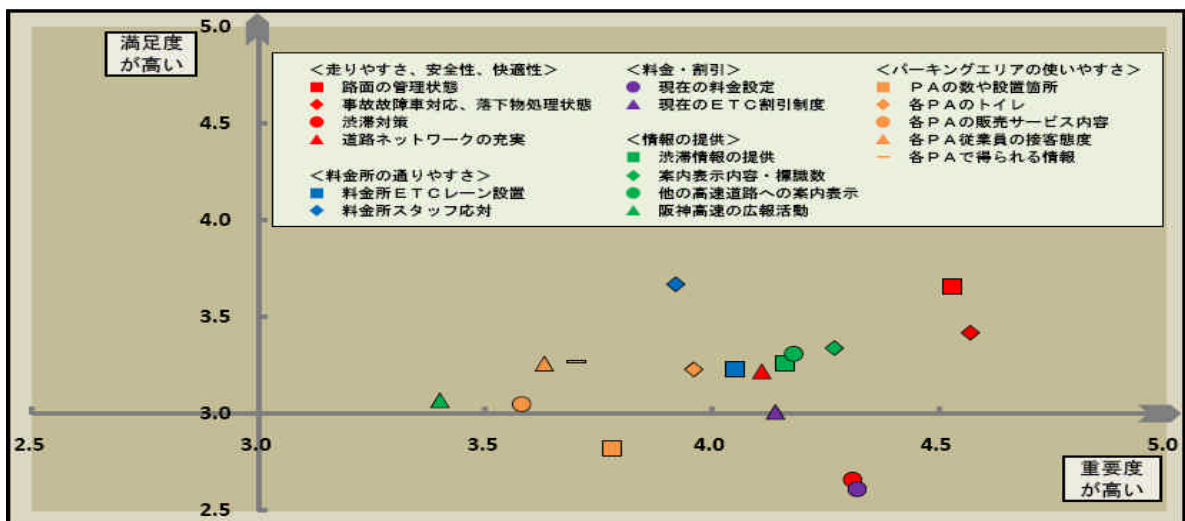 5.0
満足度
が高い
＜走りやすさ、安全性、快適性＞
路面の管理状態
事故故障車対応、落下物処理状態
渋滞対策
道路ネットワークの充実
＜料金所の通りやすさ＞
料金所ＥＴＣレーン設置
料金所スタッフ応対
＜料金・割引＞
現在の料金設定
現在のＥＴＣ割引制度
＜情報の提供＞
渋滞情報の提供
案内表示内容・標識数
他の高速道路への案内表示
阪神高速の広報活動
＜パーキングエリアの使いやすさ＞
ＰＡの数や設置箇所
各ＰＡのトイレ
各ＰＡの販売サービス内容
各ＰＡ従業員の接客態度
各ＰＡで得られる情報
4.5
4.0
3.5
3.0
2.5 3.0 3.5 4.0 4.5 5.0
重要度
が高い
2.5